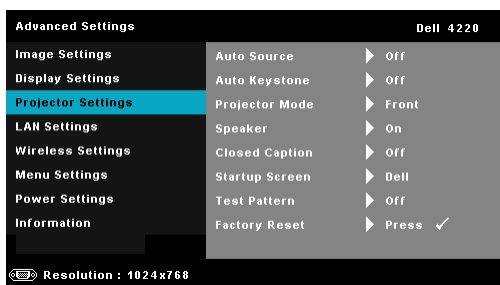 Advanced Settings Dell 4220
Image Settings
Display Settings
Projector Settings
LAN Settings
Wireless Settings
Menu Settings
Power Settings
Information
Auto Source Off
Auto Keystone Off
Projector Mode Front
Speaker On
Closed Caption Off
Startup Screen Dell
Test Pattern Off
Factory Reset Press ✓
Resolution : 1024x768